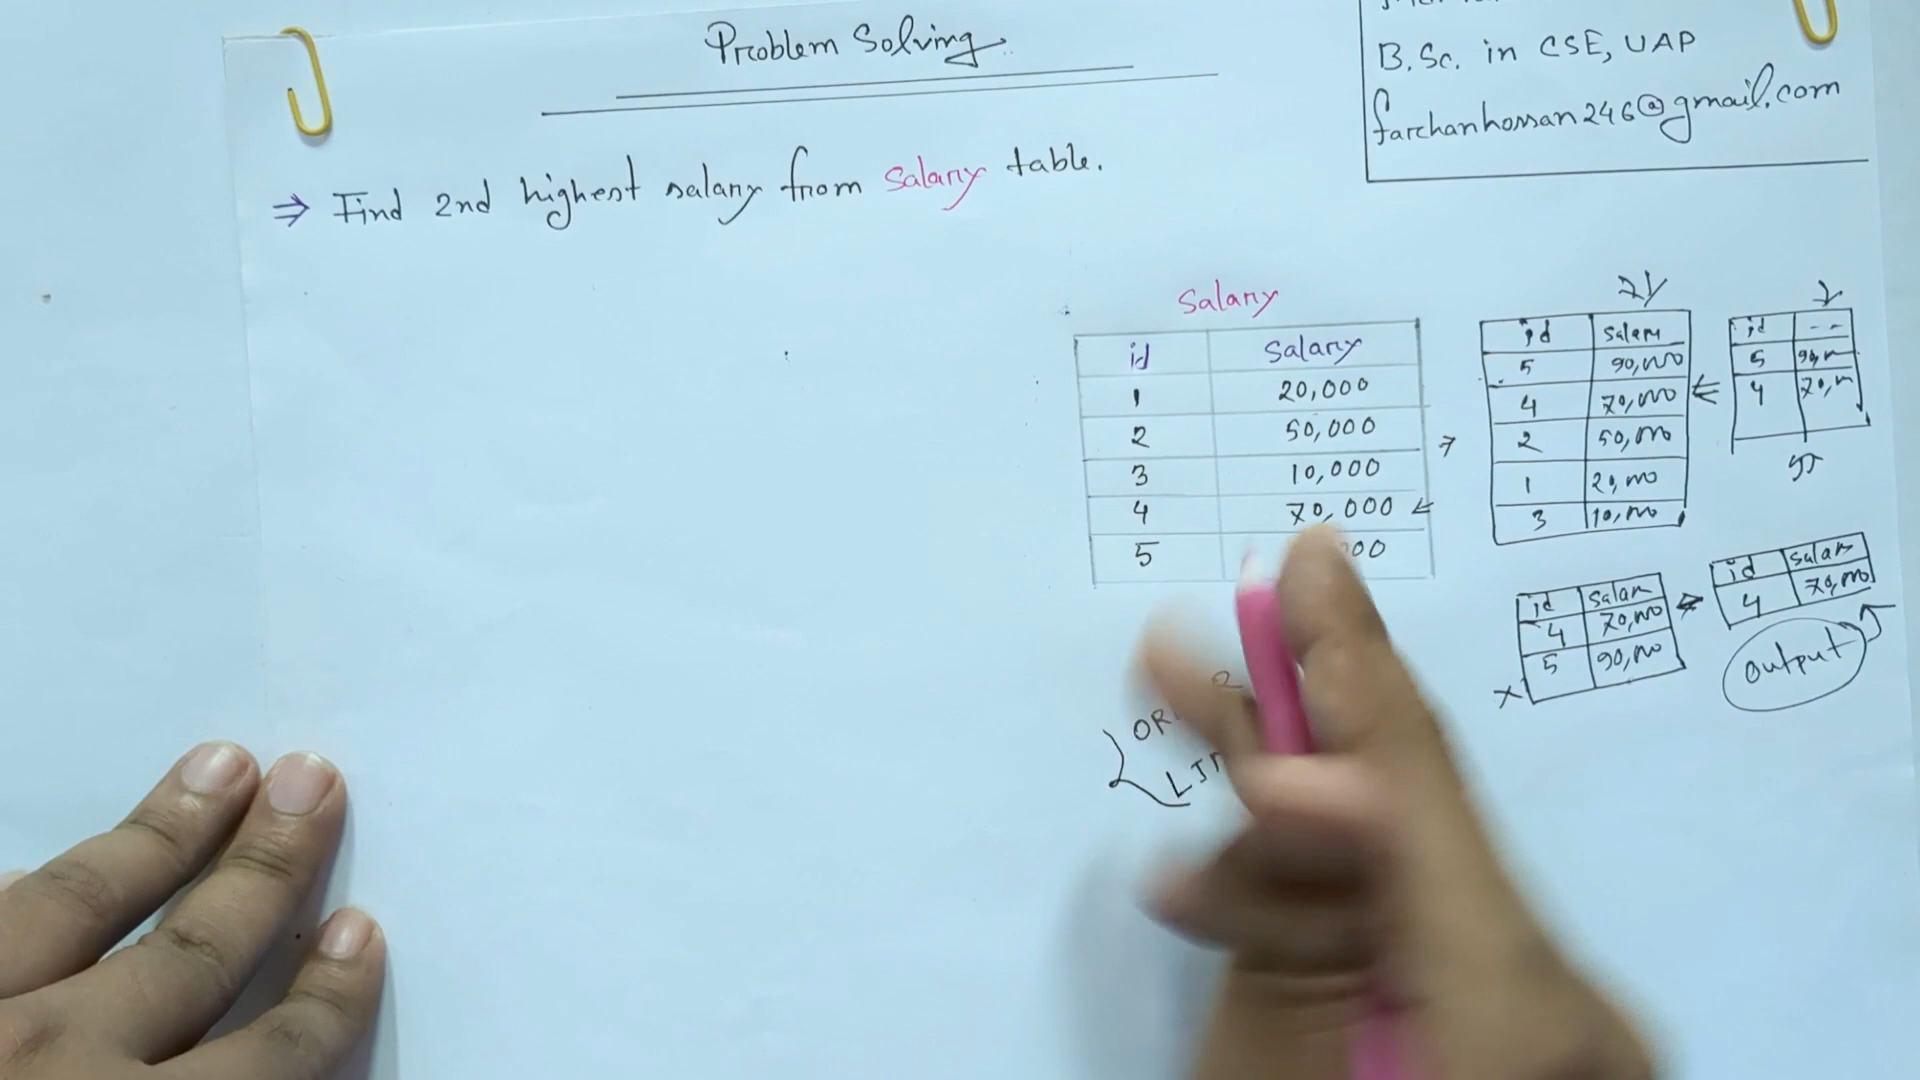 Problem Solving
B.Sc. in CSE, UAP
farhanhossan246@gmail.com
⇒ Find 2nd highest salary from Salary table.
Salary
id Salary
1 20,000
2 50,000
3 10,000
4 70,000
5 000
id Salary
5 90,000
4 70,000
2 50,000
1 20,000
3 10,000
id --
5
4
id Salary
4 70,000
5 90,000
id Salary
4 70,000
output